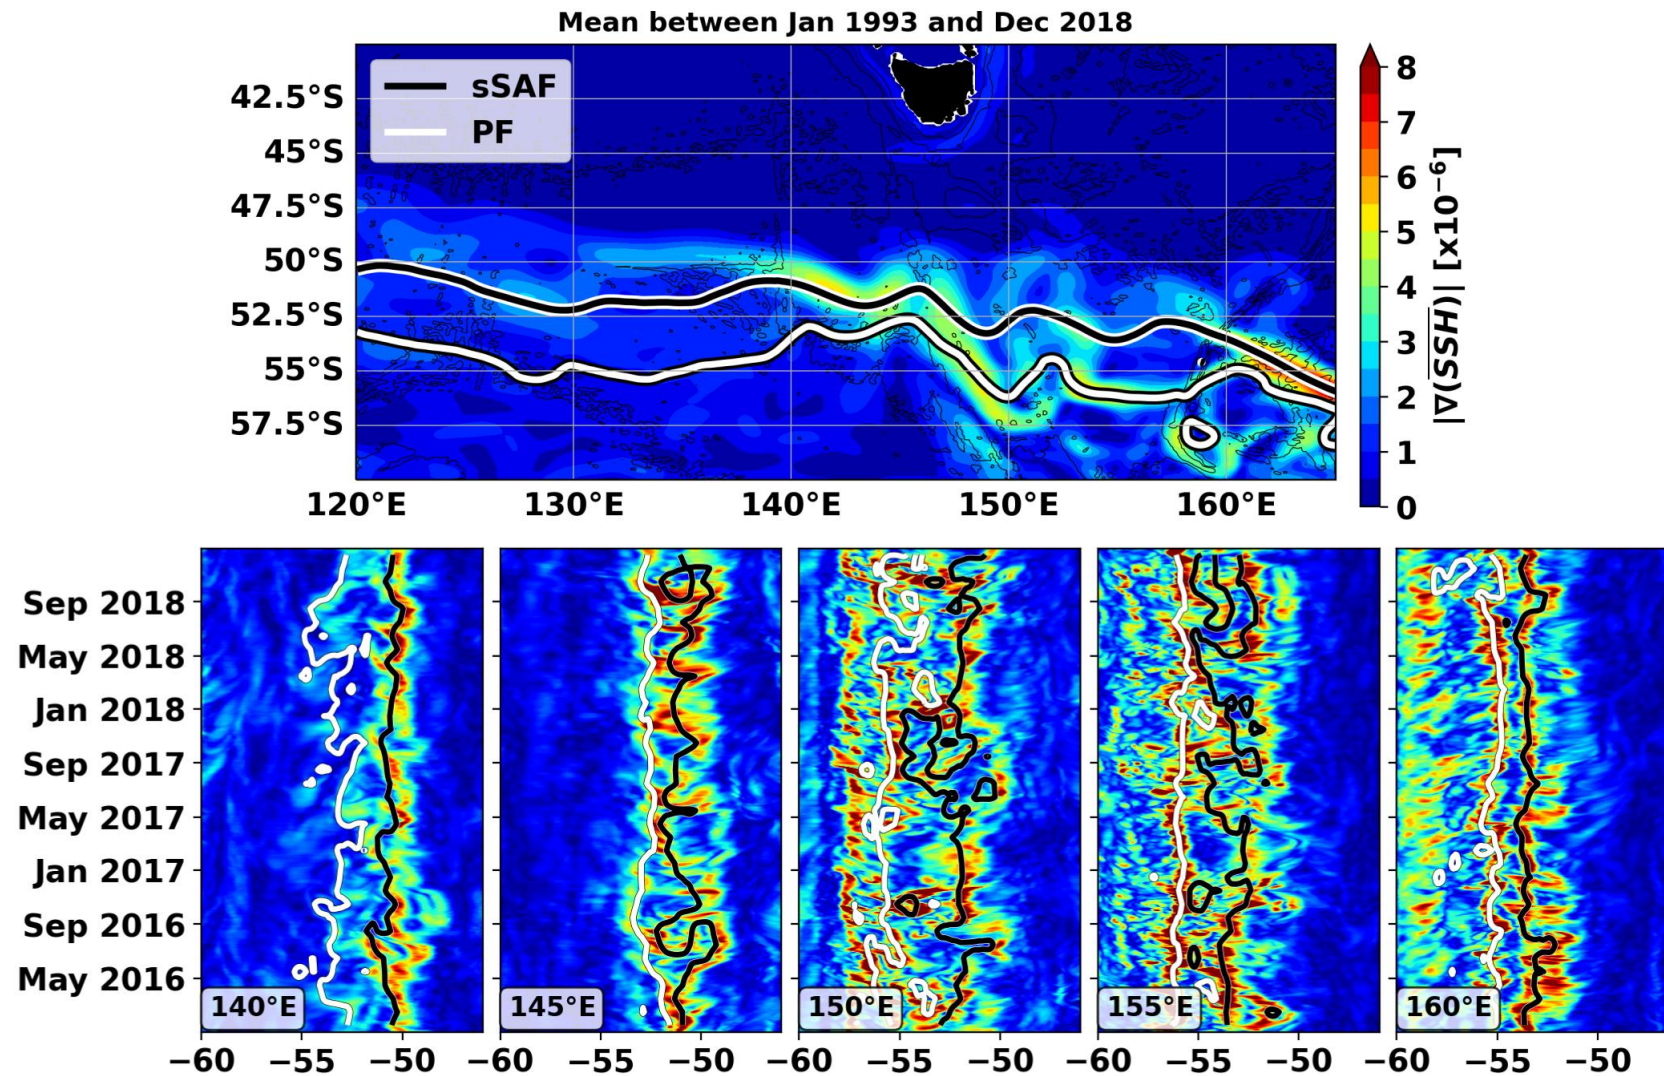 Mean between Jan 1993 and Dec 2018
sSAF
PF
42.5°S
45°S
47.5°S
50°S
52.5°S
55°S
57.5°S
120°E 130°E 140°E 150°E 160°E
8
7
6
5
4
3
2
1
0
|∇(S̅S̅H̅)| [x10⁻⁶]
Sep 2018
May 2018
Jan 2018
Sep 2017
May 2017
Jan 2017
Sep 2016
May 2016
140°E 145°E 150°E 155°E 160°E
−60 −55 −50 −60 −55 −50 −60 −55 −50 −60 −55 −50 −60 −55 −50